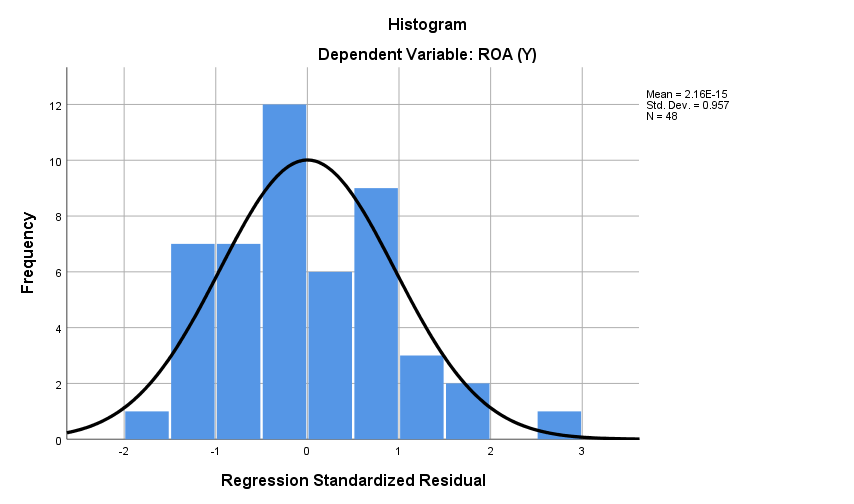 Histogram
Dependent Variable: ROA (Y)
Mean = 2.16E-15
Std. Dev. = 0.957
N = 48
Frequency
12
10
8
6
4
2
0
-2 -1 0 1 2 3
Regression Standardized Residual